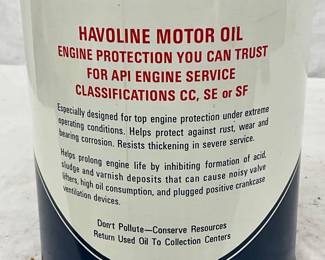 HAVOLINE MOTOR OIL
ENGINE PROTECTION YOU CAN TRUST
FOR API ENGINE SERVICE
CLASSIFICATIONS CC, SE or SF
Especially designed for top engine protection under extreme
operating conditions. Helps protect against rust, wear and
bearing corrosion. Resists thickening in severe service.
Helps prolong engine life by inhibiting formation of acid,
sludge and varnish deposits that can cause noisy valve
lifters, high oil consumption, and plugged positive crankcase
ventilation devices.
Don't Pollute—Conserve Resources
Return Used Oil To Collection Centers